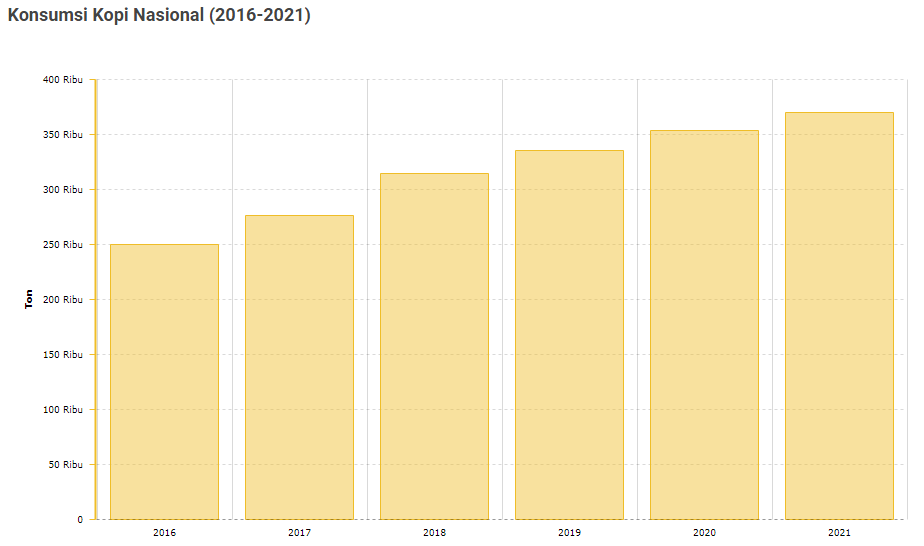 Konsumsi Kopi Nasional (2016-2021)
400 Ribu
350 Ribu
300 Ribu
250 Ribu
200 Ribu
150 Ribu
100 Ribu
50 Ribu
0
Ton
2016 2017 2018 2019 2020 2021